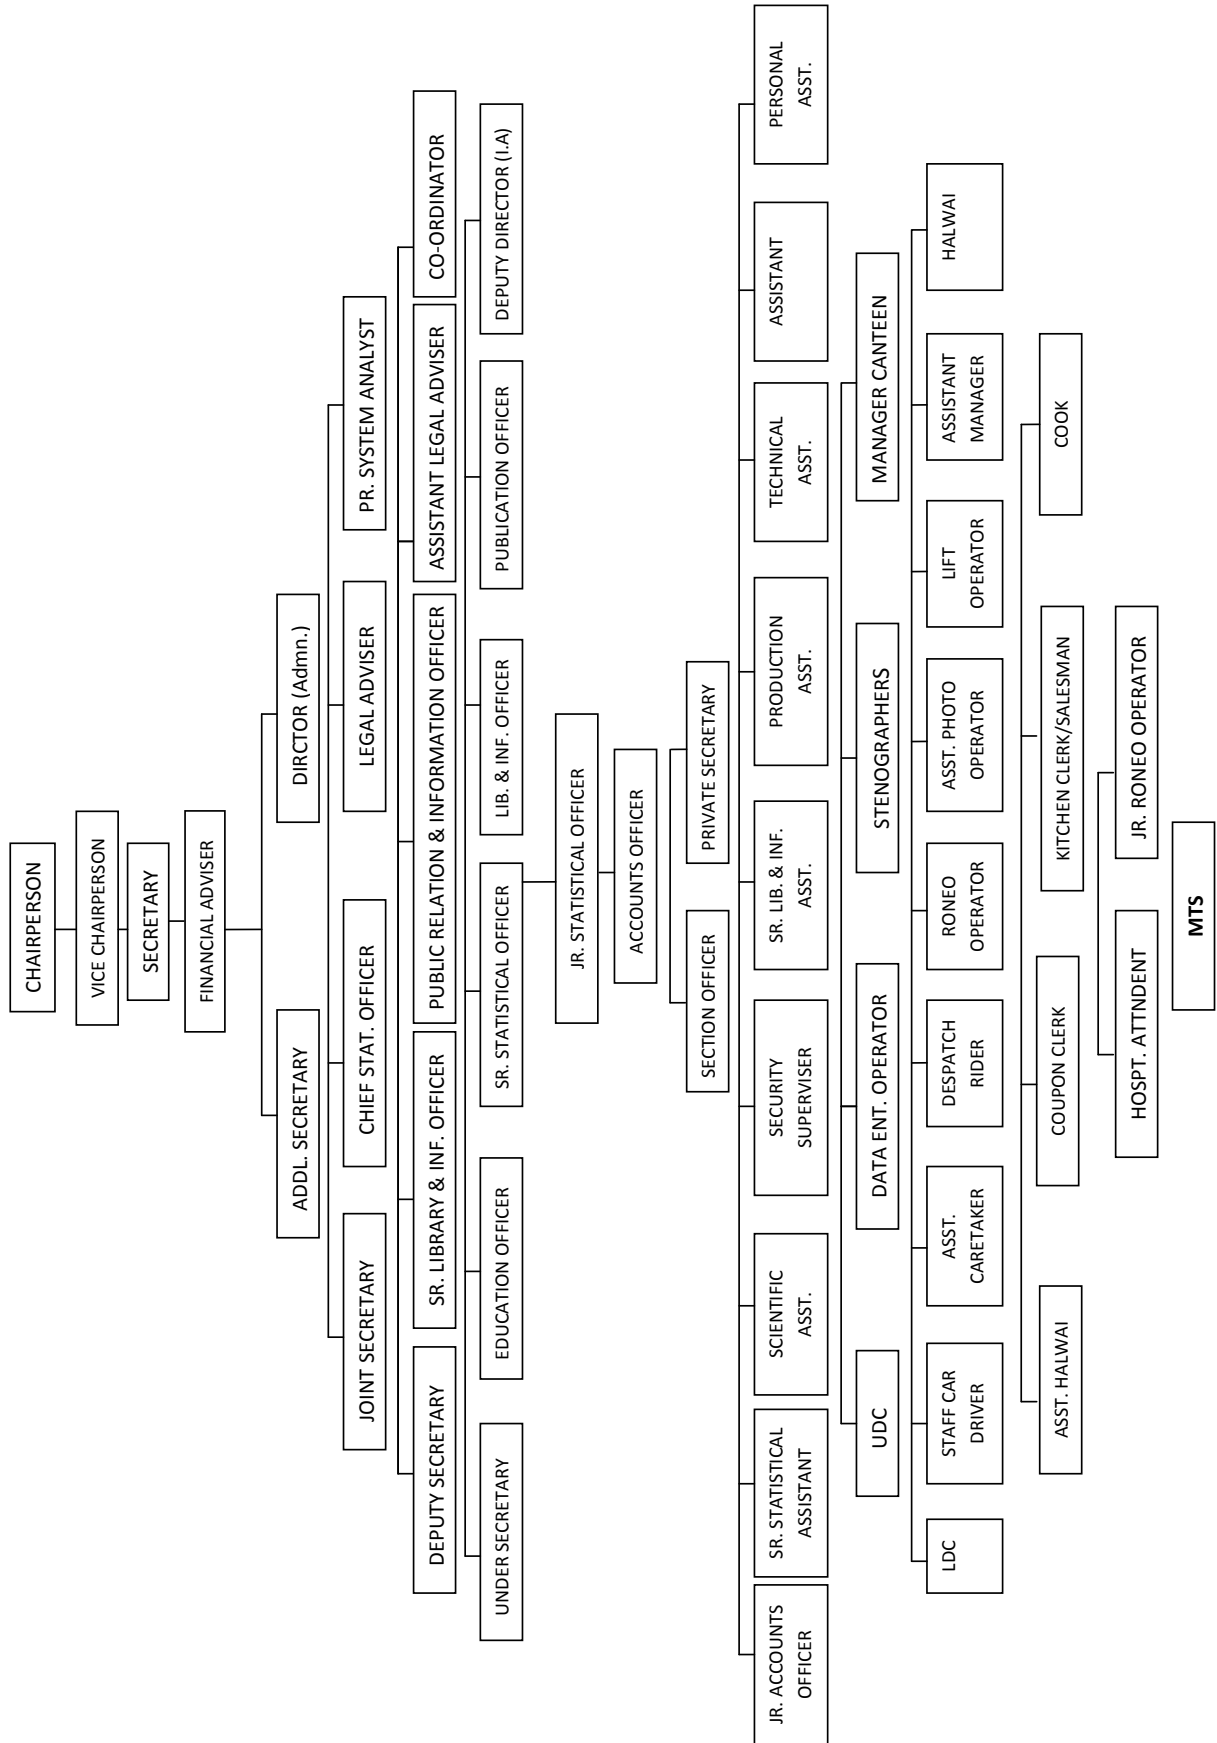 CHAIRPERSON
VICE CHAIRPERSON
SECRETARY
FINANCIAL ADVISER
ADDL. SECRETARY
DIRCTOR (Admn.)
JOINT SECRETARY
CHIEF STAT. OFFICER
LEGAL ADVISER
PR. SYSTEM ANALYST
DEPUTY SECRETARY
SR. LIBRARY & INF. OFFICER
PUBLIC RELATION & INFORMATION OFFICER
ASSISTANT LEGAL ADVISER
CO-ORDINATOR
UNDER SECRETARY
EDUCATION OFFICER
SR. STATISTICAL OFFICER
LIB. & INF. OFFICER
PUBLICATION OFFICER
DEPUTY DIRECTOR (I.A)
JR. STATISTICAL OFFICER
ACCOUNTS OFFICER
SECTION OFFICER
PRIVATE SECRETARY
JR. ACCOUNTS
OFFICER
SR. STATISTICAL
ASSISTANT
SCIENTIFIC
ASST.
SECURITY
SUPERVISER
SR. LIB. & INF.
ASST.
PRODUCTION
ASST.
TECHNICAL
ASST.
ASSISTANT
PERSONAL
ASST.
UDC
DATA ENT. OPERATOR
STENOGRAPHERS
MANAGER CANTEEN
LDC
STAFF CAR
DRIVER
ASST.
CARETAKER
DESPATCH
RIDER
RONEO
OPERATOR
ASST. PHOTO
OPERATOR
LIFT
OPERATOR
ASSISTANT
MANAGER
HALWAI
ASST. HALWAI
COUPON CLERK
KITCHEN CLERK/SALESMAN
COOK
HOSPT. ATTNDENT
JR. RONEO OPERATOR
MTS